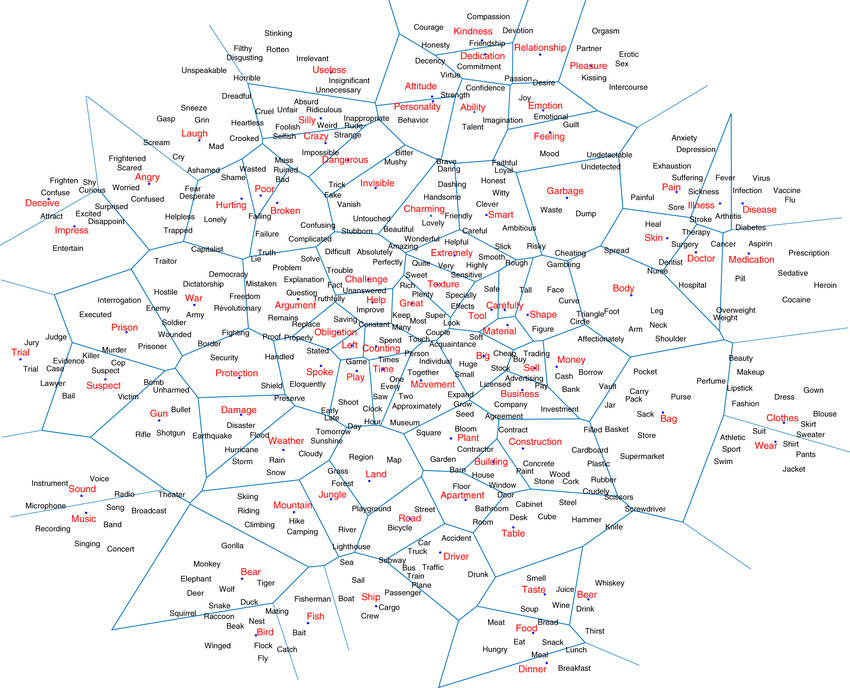 Compassion
Courage
Kindness
Devotion
Orgasm
Stinking
Honesty
Friendship
Relationship
Partner
Filthy
Rotten
Dedication
Erotic
Disgusting
Irrelevant
Decency
Commitment
Pleasure
Sex
Unspeakable
Useless
Virtue
Passion
Kissing
Horrible
Insignificant
Attitude
Desire
Unnecessary
Confidence
Intercourse
Dreadful
Strength
Joy
Absurd
Personality
Ability
Emotion
Sneeze
Cruel
Unfair
Ridiculous
Gasp
Grin
Heartless
Silly
Inappropriate
Behavior
Imagination
Emotional
Laugh
Foolish
Weird
Rude
Talent
Guilt
Scream
Mad
Crooked
Selfish
Crazy
Strange
Feeling
Anxiety
Cry
Impossible
Bitter
Mood
Undetectable
Depression
Frightened
Mess
Dangerous
Mushy
Brave
Faithful
Undetected
Exhaustion
Scared
Ashamed
Wasted
Ruined
Daring
Loyal
Suffering
Fever
Virus
Frighten
Shy
Angry
Shame
Bad
Trick
Invisible
Dashing
Honest
Garbage
Pain
Sickness
Infection
Vaccine
Confuse
Curious
Worried
Fear
Poor
Fake
Handsome
Witty
Painful
Flu
Deceive
Confused
Desperate
Hurting
Broken
Vanish
Charming
Clever
Smart
Waste
Dump
Sore
Illness
Disease
Attract
Excited
Surprised
Helpless
Lonely
Falling
Untouched
Lovely
Friendly
Stroke
Arthritis
Impress
Disappoint
Trapped
Failure
Confusing
Stubborn
Beautiful
Careful
Ambitious
Heal
Therapy
Diabetes
Entertain
Capitalist
Complicated
Amazing
Wonderful
Helpful
Slick
Risky
Skin
Surgery
Cancer
Aspirin
Traitor
Lie
Truth
Solve
Difficult
Absolutely
Extremely
Smooth
Cheating
Spread
Dentist
Doctor
Medication
Prescription
Democracy
Problem
Perfectly
Quite
Very
Highly
Rough
Gambling
Nurse
Sedative
Interrogation
Hostile
Dictatorship
Mistaken
Explanation
Trouble
Challenge
Sweet
Sensitive
Safe
Tall
Face
Body
Hospital
Pill
Heroin
Executed
War
Freedom
Question
Fact
Unanswered
Rich
Texture
Specially
Curve
Cocaine
Army
Enemy
Revolutionary
Argument
Truthfully
Help
Plenty
Great
Effects
Carefully
Circle
Triangle
Foot
Leg
Overweight
Prison
Soldier
Remains
Improve
Keep
Super
Tool
Shape
Arm
Neck
Weight
Jury
Judge
Wounded
Border
Fighting
Replace
Saving
Constant
Most
Look
Material
Figure
Shoulder
Trial
Murder
Prisoner
Proof
Properly
Obligation
Many
Couple
Soft
Affectionately
Evidence
Killer
Cop
Security
Handled
Stated
Left
Counting
Spend
Touch
Acquaintance
Beauty
Trial
Case
Suspect
Protection
Spoke
Game
Times
Person
Individual
Big
Cheap
Trading
Money
Makeup
Lawyer
Suspect
Bomb
Shield
Eloquently
Play
Time
Together
Huge
Stock
Buy
Sell
Borrow
Pocket
Perfume
Lipstick
Bail
Victim
Unharmed
Preserve
One
Every
Movement
Small
Licensed
Advertising
Pay
Cash
Bank
Vault
Carry
Pack
Purse
Fashion
Dress
Gown
Gun
Bullet
Damage
Early
Late
Shoot
Saw
Two
Expand
Business
Jar
Sack
Bag
Clothes
Blouse
Disaster
Clock
Approximately
Grow
Company
Investment
Skirt
Rifle
Shotgun
Earthquake
Flood
Weather
Tomorrow
Day
Hour
Museum
Seed
Agreement
Filled
Basket
Store
Athletic
Suit
Sweater
Hurricane
Sunshine
Square
Bloom
Plant
Contract
Construction
Sport
Wear
Shirt
Storm
Rain
Cloudy
Region
Map
Garden
Contractor
Cardboard
Supermarket
Swim
Pants
Snow
Grass
Land
Barn
Building
Concrete
Plastic
Jacket
Instrument
Voice
Forest
House
Paint
Wood
Rubber
Sound
Radio
Theater
Skiing
Jungle
Floor
Window
Stone
Cork
Crudely
Microphone
Song
Broadcast
Riding
Mountain
Playground
Apartment
Door
Scissors
Music
Band
Hike
Road
Street
Bathroom
Cabinet
Steel
Screwdriver
Recording
Climbing
Camping
River
Bicycle
Room
Desk
Cube
Hammer
Knife
Singing
Concert
Gorilla
Lighthouse
Car
Accident
Table
Monkey
Sea
Subway
Truck
Driver
Elephant
Bear
Bus
Traffic
Drunk
Smell
Whiskey
Deer
Wolf
Tiger
Sail
Train
Plane
Taste
Juice
Beer
Snake
Duck
Fisherman
Boat
Ship
Passenger
Cargo
Soup
Wine
Drink
Squirrel
Raccoon
Mating
Fish
Crew
Meat
Bread
Beak
Nest
Bird
Bait
Food
Thirst
Winged
Flock
Catch
Hungry
Eat
Snack
Lunch
Fly
Meal
Dinner
Breakfast